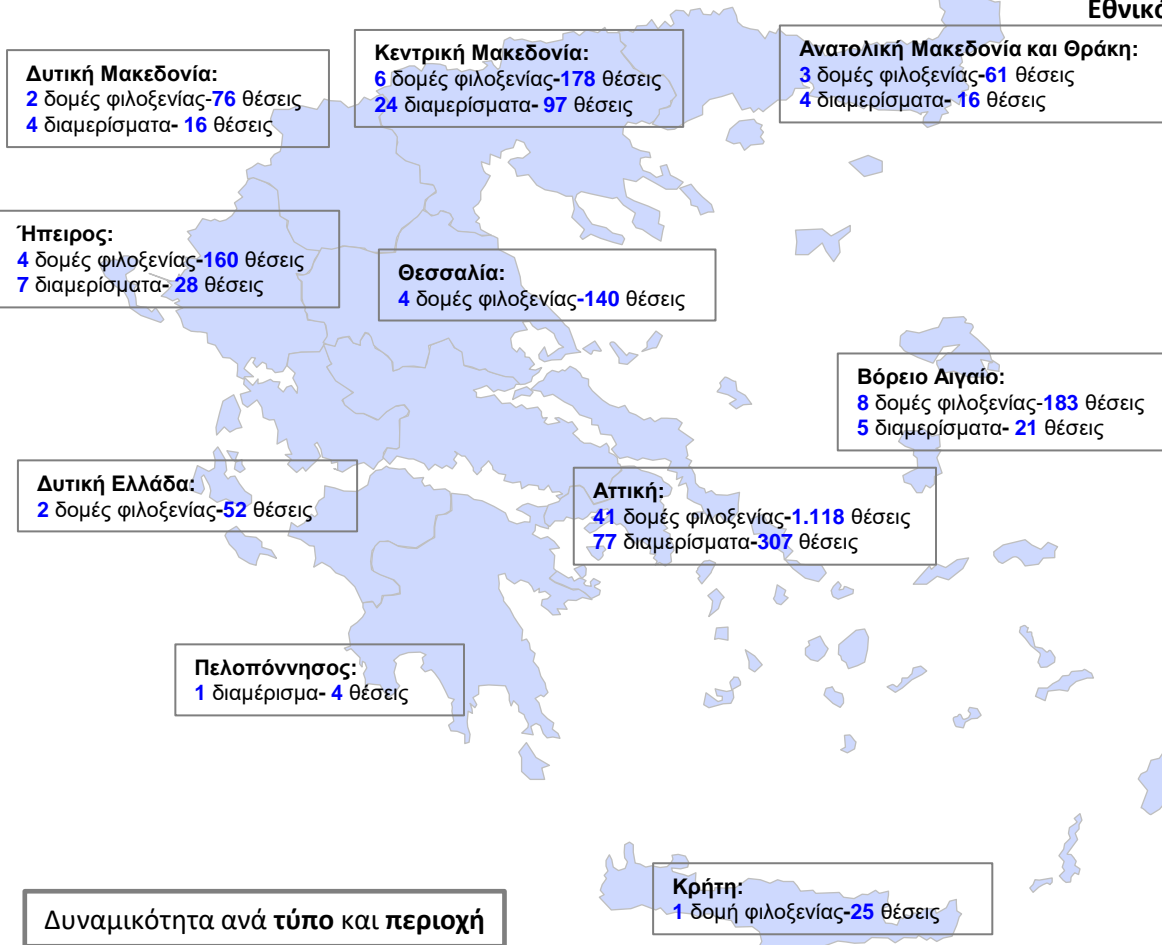 Εθνικό
Κεντρική Μακεδονία:
6 δομές φιλοξενίας-178 θέσεις
24 διαμερίσματα- 97 θέσεις
Ανατολική Μακεδονία και Θράκη:
3 δομές φιλοξενίας-61 θέσεις
4 διαμερίσματα- 16 θέσεις
Δυτική Μακεδονία:
2 δομές φιλοξενίας-76 θέσεις
4 διαμερίσματα- 16 θέσεις
Ήπειρος:
4 δομές φιλοξενίας-160 θέσεις
7 διαμερίσματα- 28 θέσεις
Θεσσαλία:
4 δομές φιλοξενίας-140 θέσεις
Βόρειο Αιγαίο:
8 δομές φιλοξενίας-183 θέσεις
5 διαμερίσματα- 21 θέσεις
Δυτική Ελλάδα:
2 δομές φιλοξενίας-52 θέσεις
Αττική:
41 δομές φιλοξενίας-1.118 θέσεις
77 διαμερίσματα-307 θέσεις
Πελοπόννησος:
1 διαμέρισμα- 4 θέσεις
Κρήτη:
1 δομή φιλοξενίας-25 θέσεις
Δυναμικότητα ανά τύπο και περιοχή